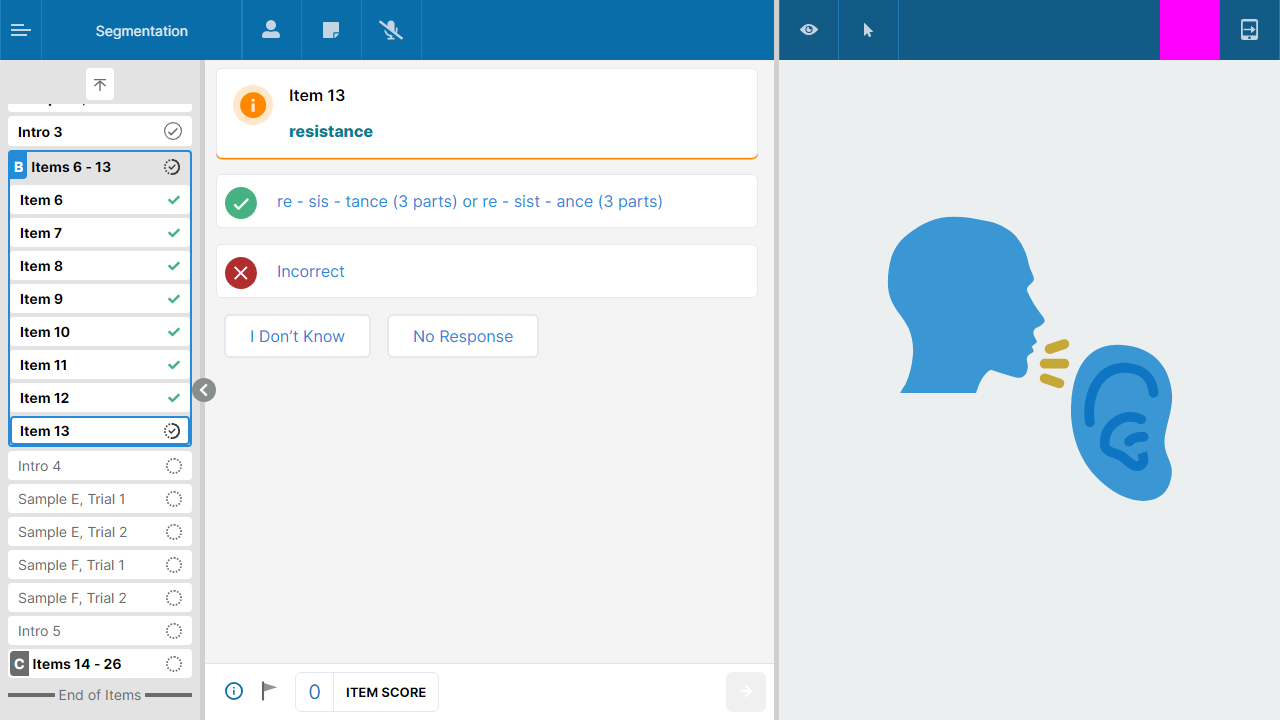 Segmentation
Intro 3
B Items 6 - 13
Item 6
Item 7
Item 8
Item 9
Item 10
Item 11
Item 12
Item 13
Intro 4
Sample E, Trial 1
Sample E, Trial 2
Sample F, Trial 1
Sample F, Trial 2
Intro 5
C Items 14 - 26
End of Items
Item 13
resistance
re - sis - tance (3 parts) or re - sist - ance (3 parts)
Incorrect
I Don’t Know
No Response
0 ITEM SCORE